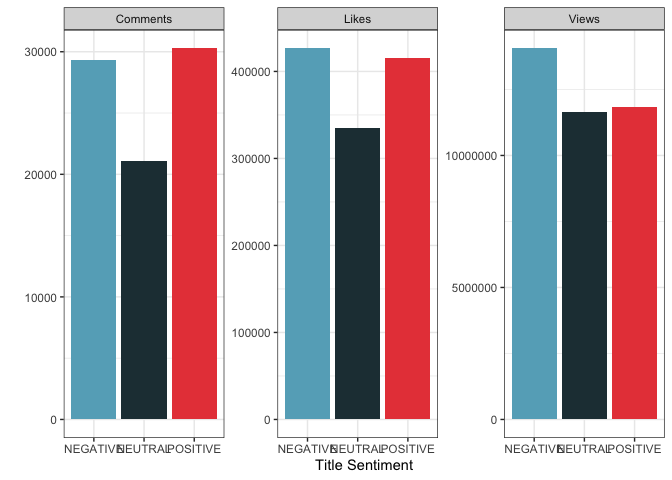 Comments
Likes
Views
30000
20000
10000
0
400000
300000
200000
100000
0
10000000
5000000
0
NEGATIVE NEUTRAL POSITIVE
NEGATIVE NEUTRAL POSITIVE
NEGATIVE NEUTRAL POSITIVE
Title Sentiment